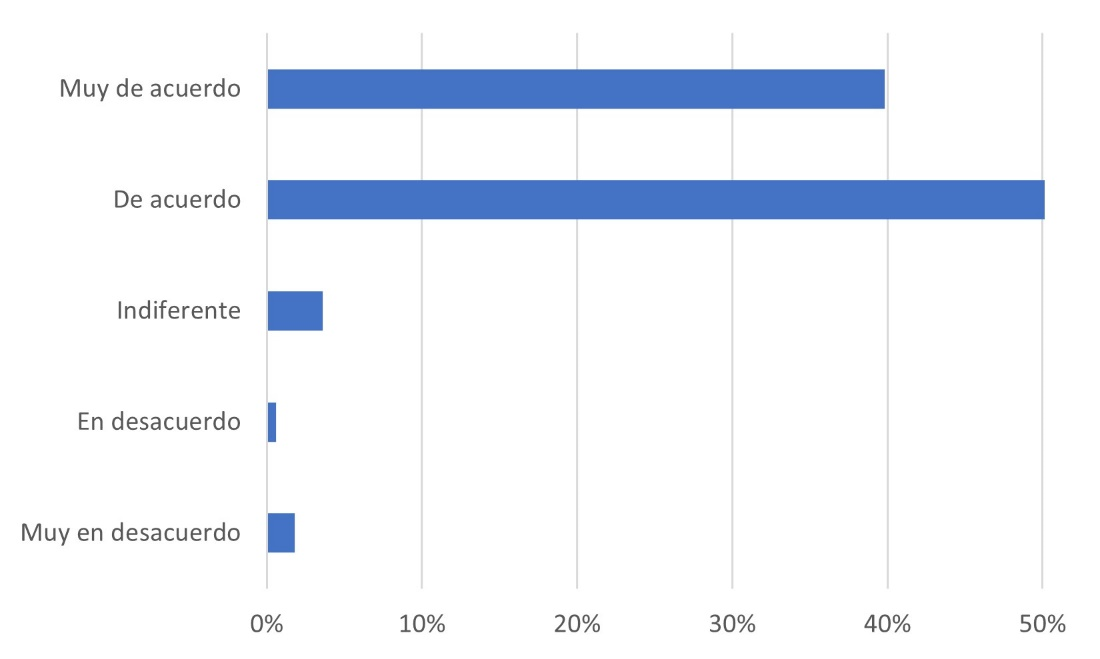 Muy de acuerdo
De acuerdo
Indiferente
En desacuerdo
Muy en desacuerdo
0% 10% 20% 30% 40% 50%